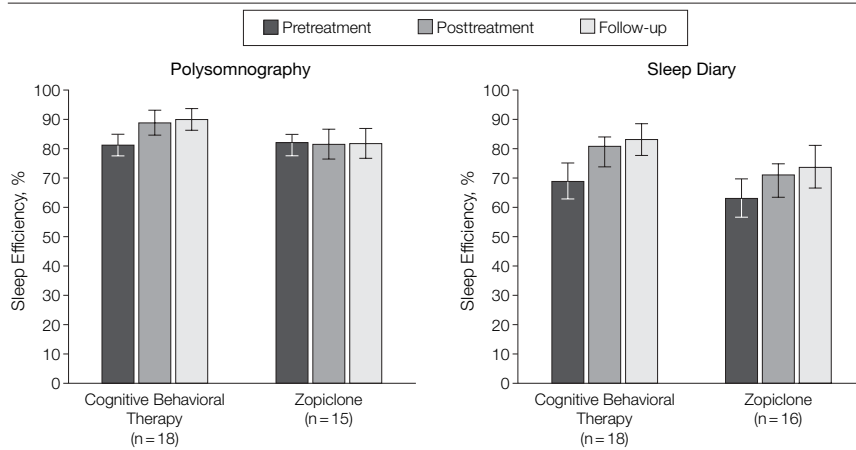 Pretreatment Posttreatment Follow-up
Polysomnography
Sleep Efficiency, %
100
90
80
70
60
50
40
30
20
10
0
Cognitive Behavioral
Therapy
(n = 18)
Zopiclone
(n = 15)
Sleep Diary
Sleep Efficiency, %
100
90
80
70
60
50
40
30
20
10
0
Cognitive Behavioral
Therapy
(n = 18)
Zopiclone
(n = 16)